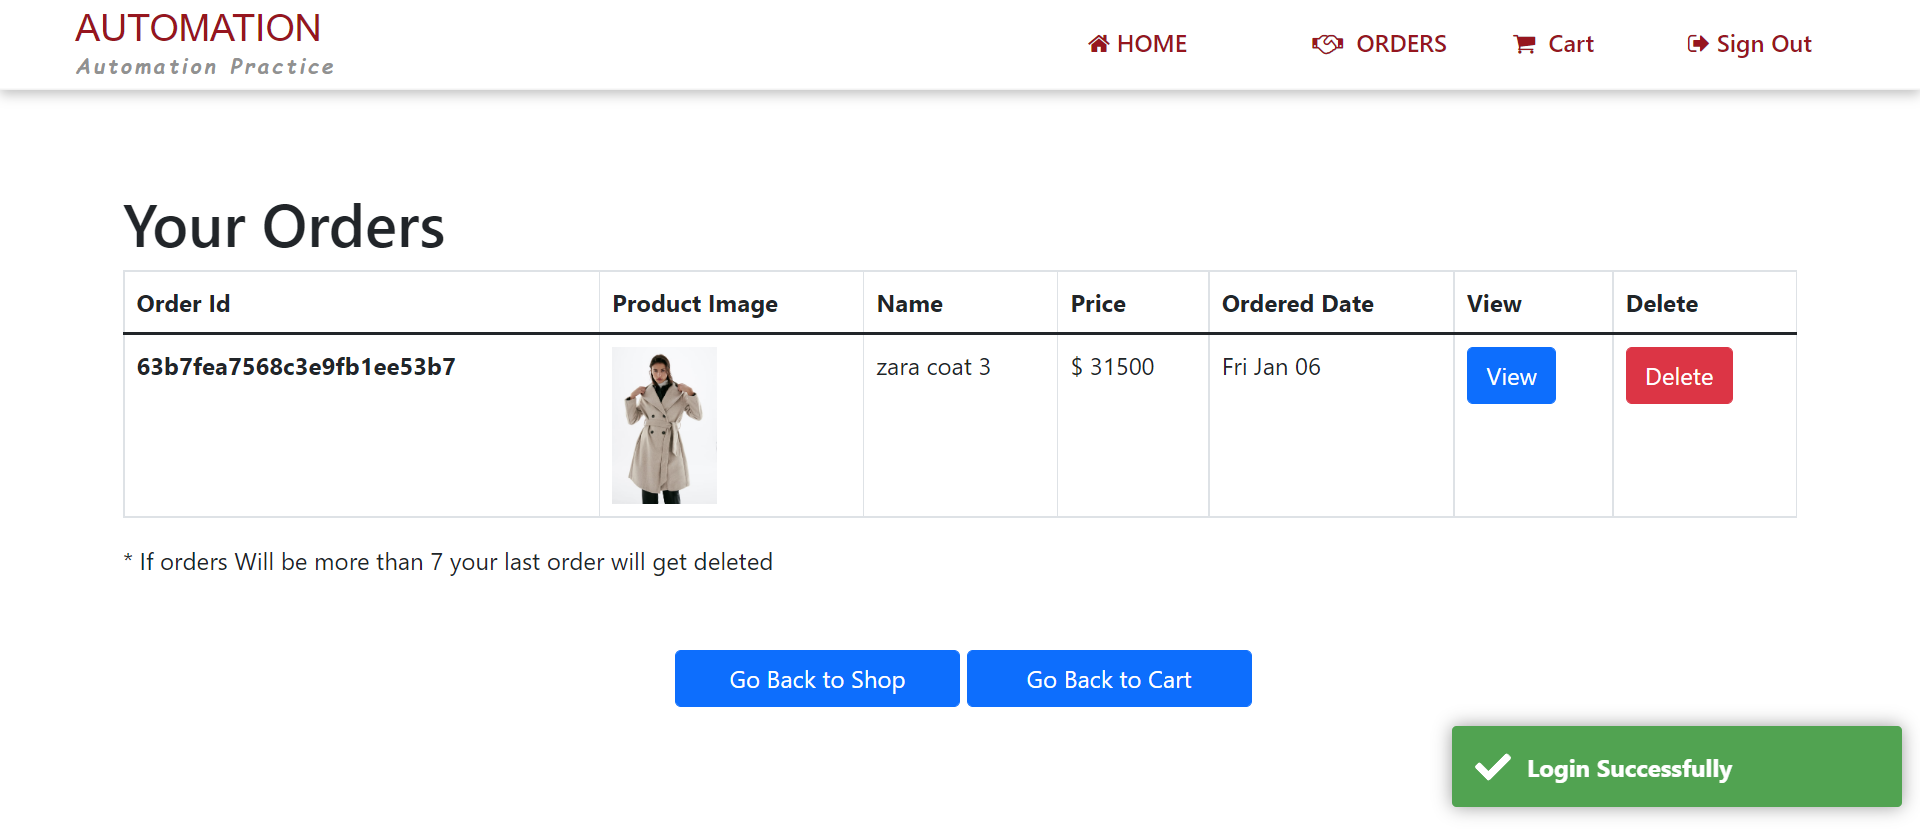 AUTOMATION
Automation Practice
HOME
ORDERS
Cart
Sign Out
Your Orders
Order Id Product Image Name Price Ordered Date View Delete
63b7fea7568c3e9fb1ee53b7 zara coat 3 $ 31500 Fri Jan 06 View Delete
* If orders Will be more than 7 your last order will get deleted
Go Back to Shop Go Back to Cart
Login Successfully